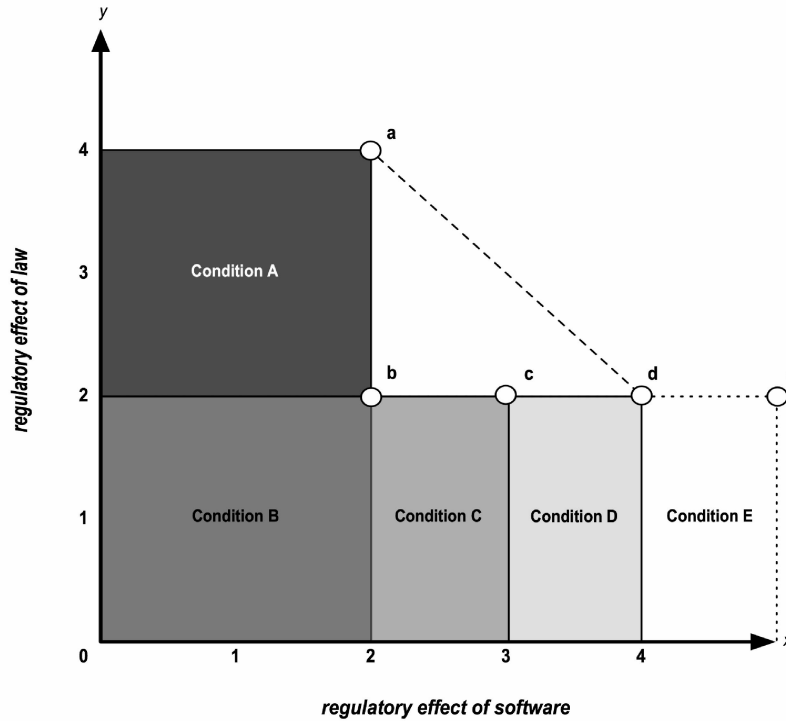 y
a
4
Condition A
3
regulatory effect of law
b
c
d
2
Condition B
Condition C
Condition D
Condition E
1
0
1
2
3
4
regulatory effect of software